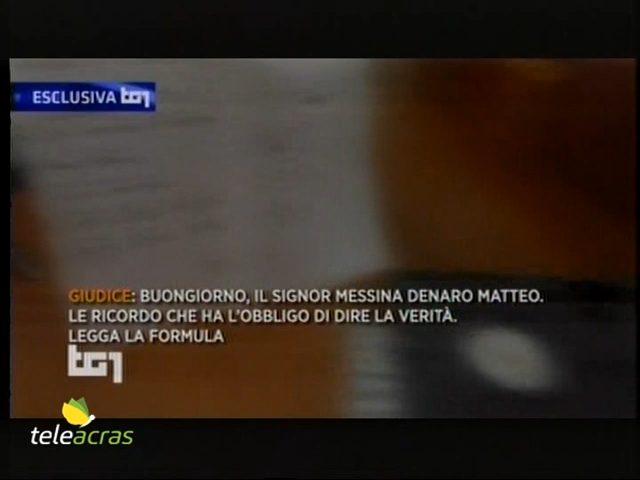 ESCLUSIVA tg1
GIUDICE: BUONGIORNO, IL SIGNOR MESSINA DENARO MATTEO.
LE RICORDO CHE HA L'OBBLIGO DI DIRE LA VERITÀ.
LEGGA LA FORMULA
tg1
teleacras